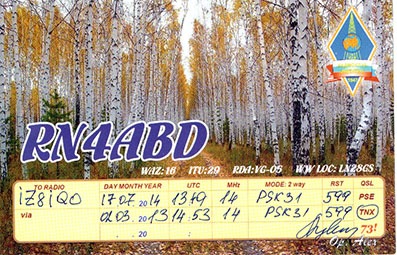 RN4ABD
WAZ:16 ITU:29 RDA:VG-05 WW LOC: LN28GS
TO RADIO DAY MONTH YEAR UTC MHz MODE: 2 way RST QSL
iZ8iQO 17 07 2014 1349 14 PSK31 599 PSE
via 02 03 2013 14 53 14 PSK31 599 TNX
. . 20 73!
Op. Alex